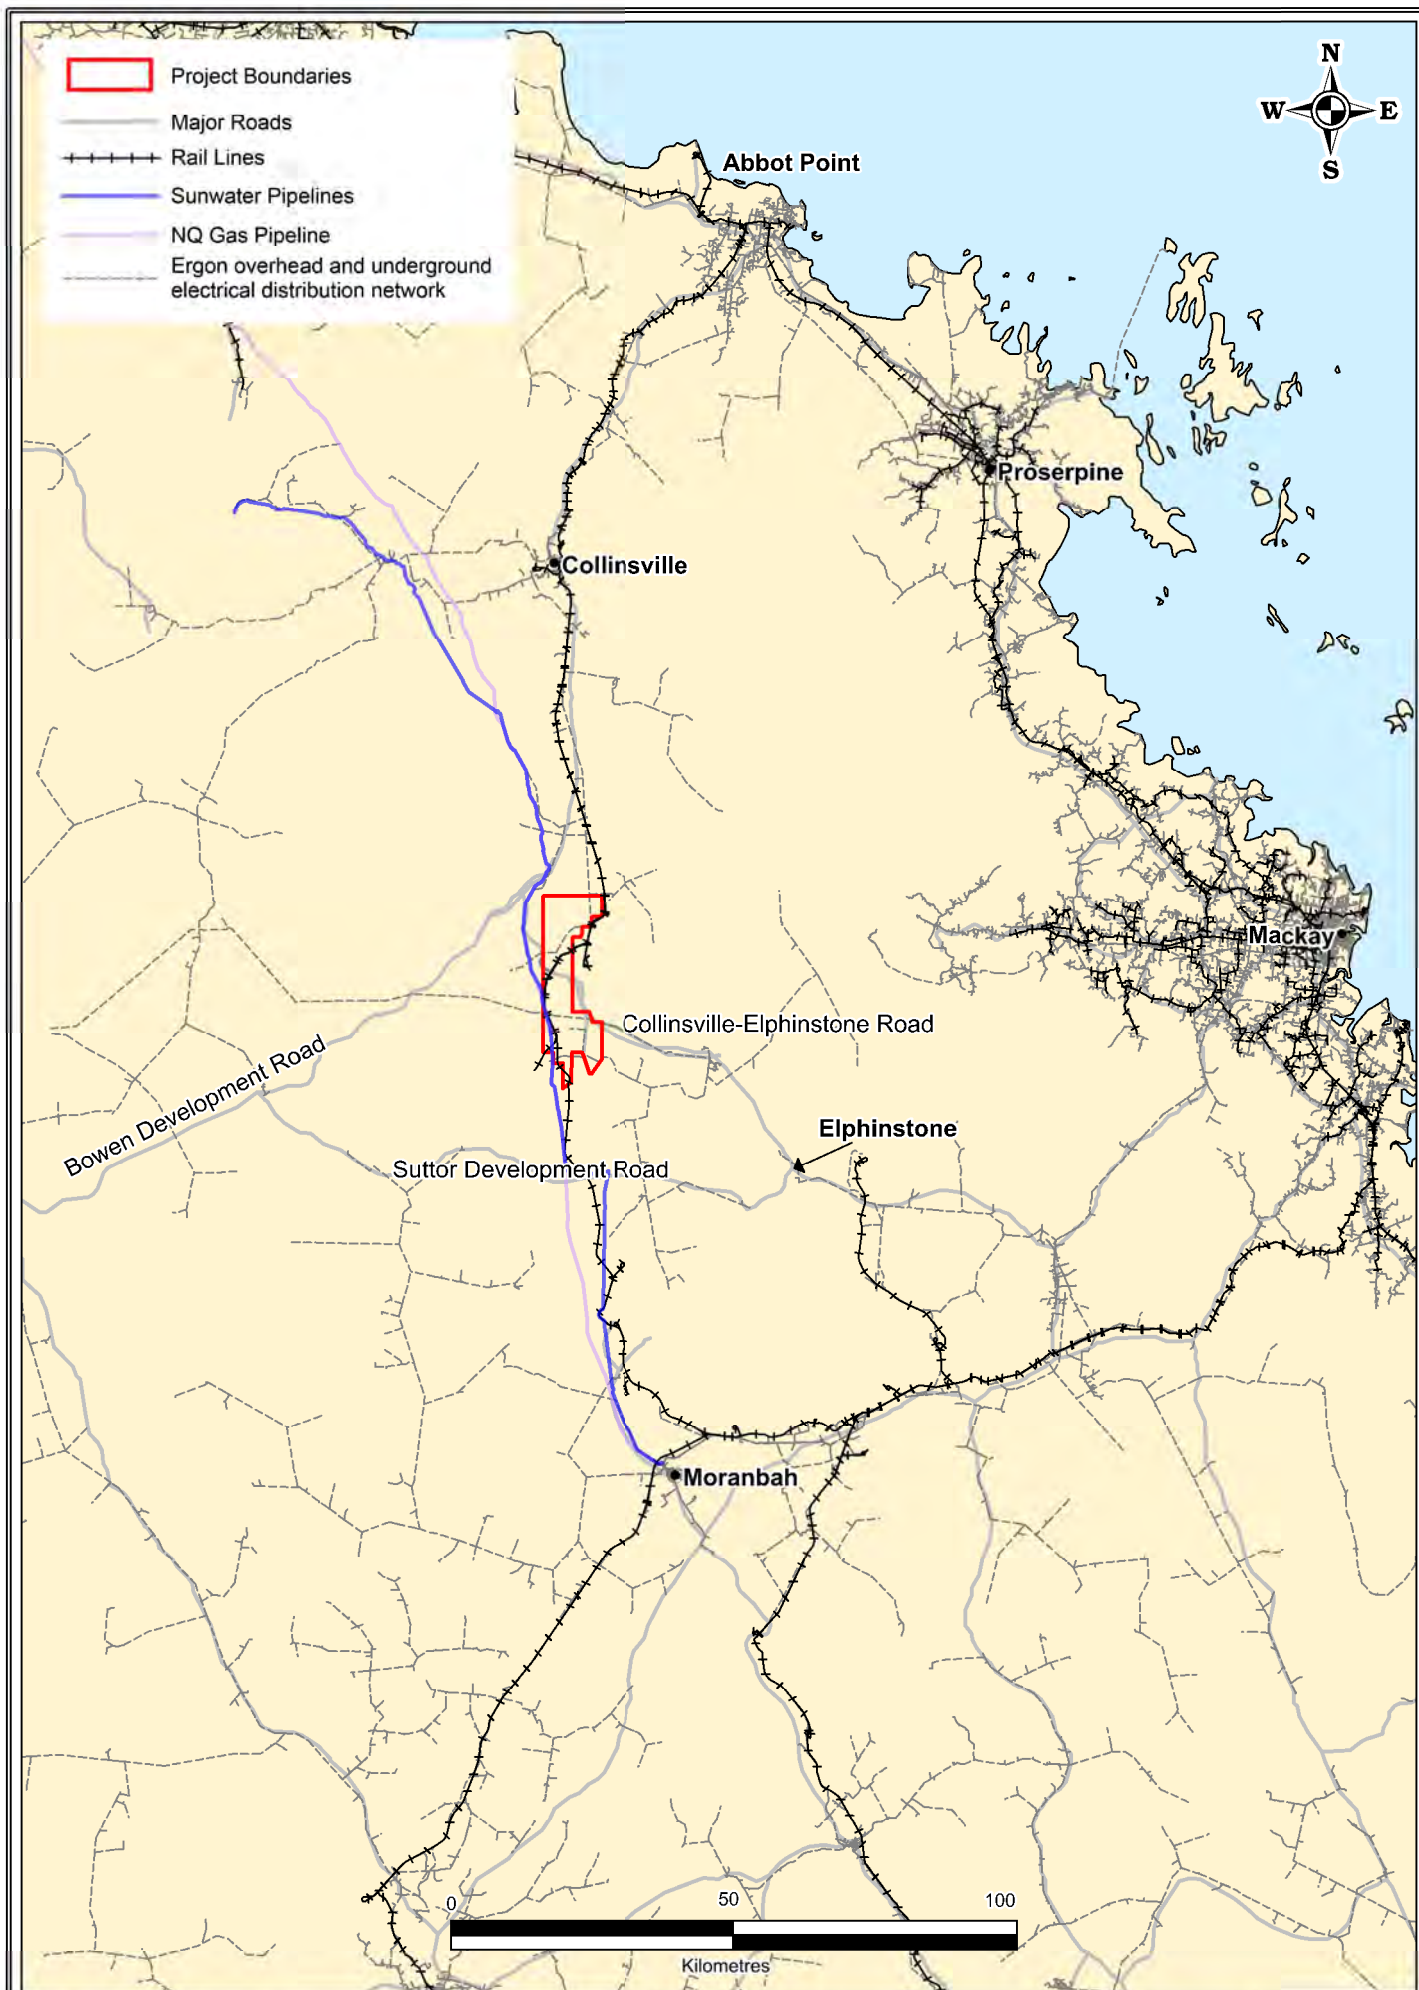 Project Boundaries
Major Roads
Rail Lines
Sunwater Pipelines
NQ Gas Pipeline
Ergon overhead and underground
electrical distribution network
N
W E
S
Abbot Point
Proserpine
Collinsville
Mackay
Collinsville-Elphinstone Road
Bowen Development Road
Elphinstone
Suttor Development Road
Moranbah
0 50 100
Kilometres